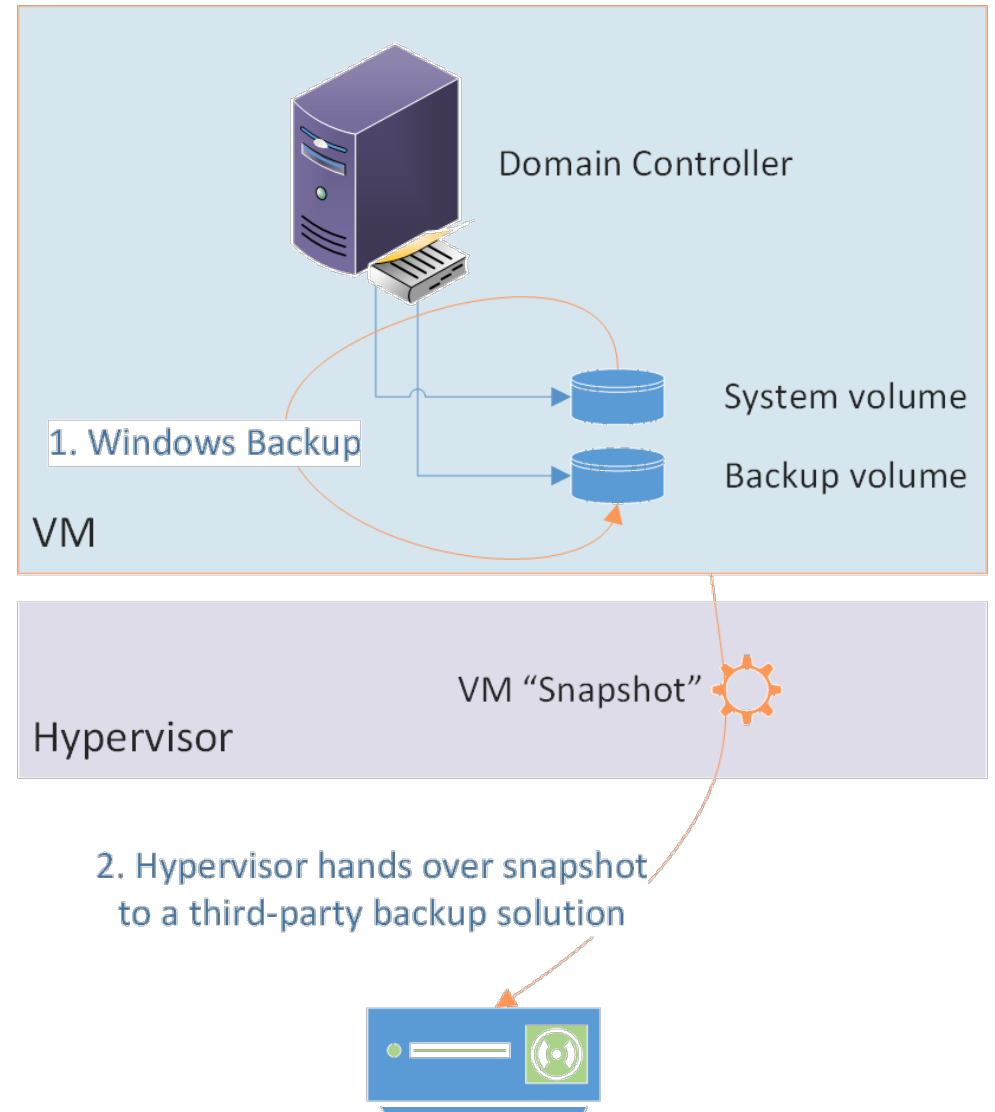 Domain Controller
System volume
1. Windows Backup
Backup volume
VM
VM “Snapshot”
Hypervisor
2. Hypervisor hands over snapshot
to a third-party backup solution